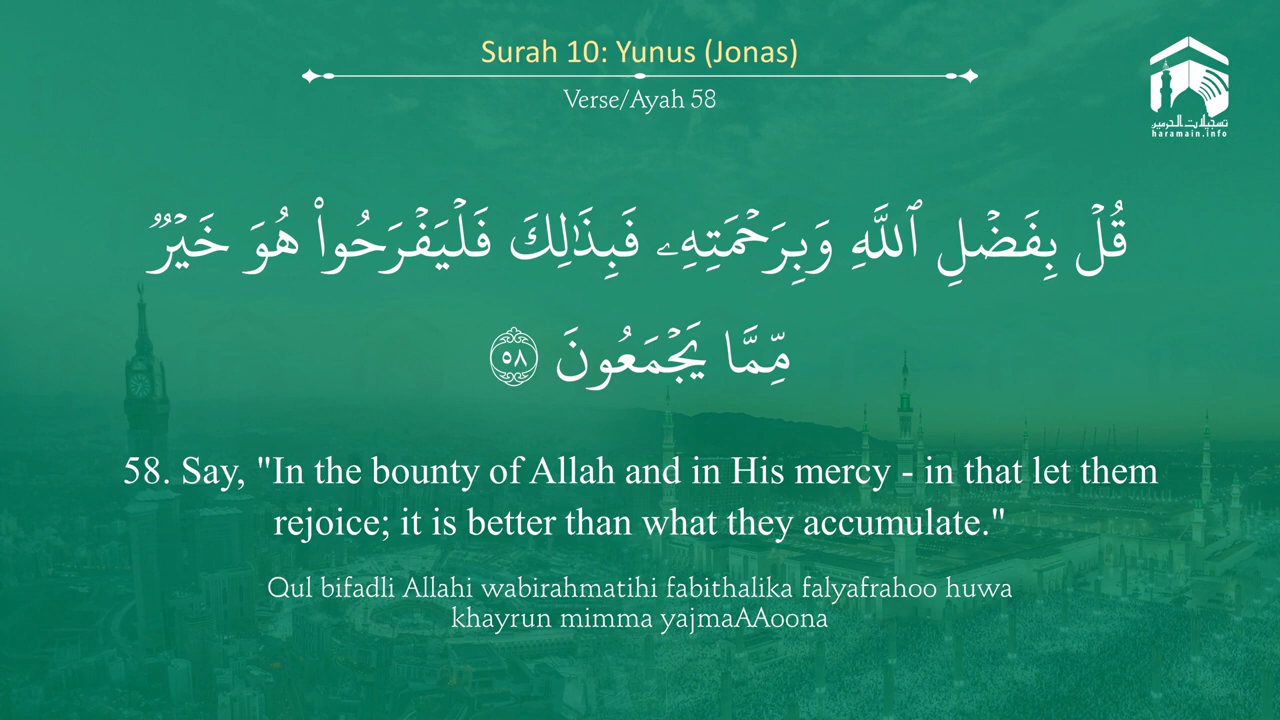 Surah 10: Yunus (Jonas)
Verse/Ayah 58
تسجيلات الحرمين
haramain.info
قُلۡ بِفَضۡلِ ٱللَّهِ وَبِرَحۡمَتِهِۦ فَبِذَٰلِكَ فَلۡيَفۡرَحُواْ هُوَ خَيۡرٞ
مِّمَّا يَجۡمَعُونَ ٥٨
58. Say, "In the bounty of Allah and in His mercy - in that let them
rejoice; it is better than what they accumulate."
Qul bifadli Allahi wabirahmatihi fabithalika falyafrahoo huwa
khayrun mimma yajmaAAoona